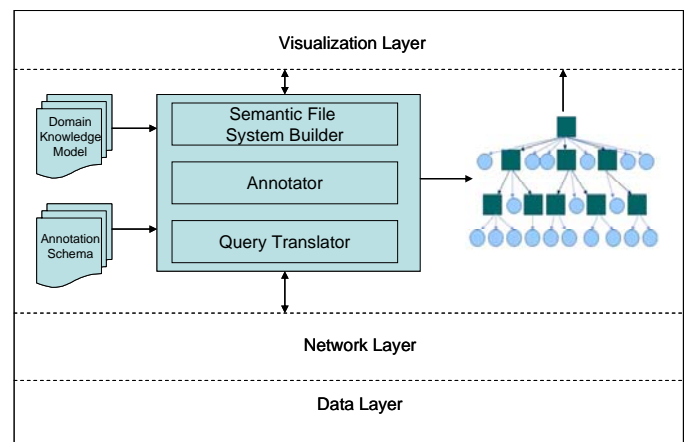 Visualization Layer
Domain
Knowledge
Model
Semantic File
System Builder
Annotator
Annotation
Schema
Query Translator
Network Layer
Data Layer